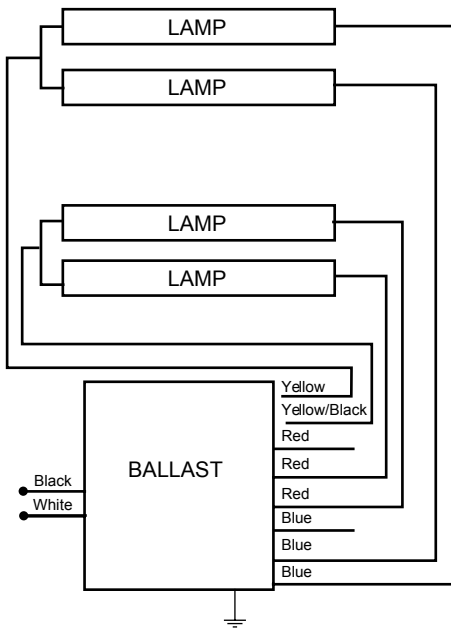 LAMP
LAMP
LAMP
LAMP
Yellow
Yellow/Black
Red
BALLAST
Red
Black
Red
White
Blue
Blue
Blue